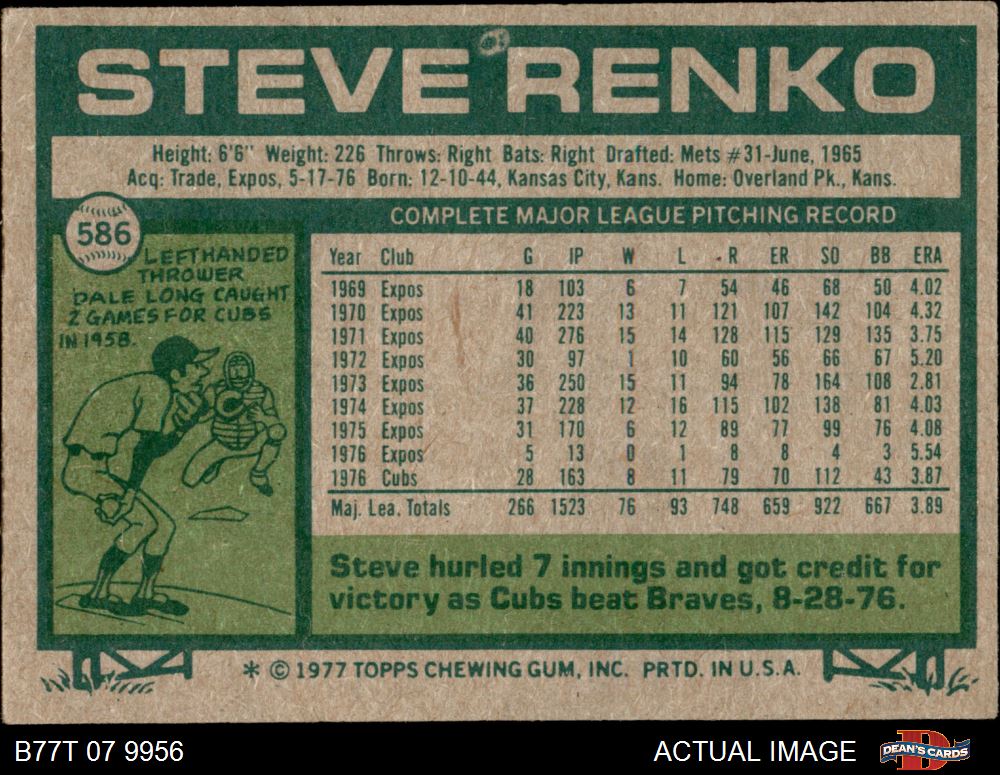 STEVE RENKO
Height: 6'6" Weight: 226 Throws: Right Bats: Right Drafted: Mets #31-June, 1965
Acq: Trade, Expos, 5-17-76 Born: 12-10-44, Kansas City, Kans. Home: Overland Pk., Kans.
586
LEFTHANDED
THROWER
DALE LONG CAUGHT
2 GAMES FOR CUBS
IN 1958.
C
COMPLETE MAJOR LEAGUE PITCHING RECORD
Year Club G IP W L R ER SO BB ERA
1969 Expos 18 103 6 7 54 46 68 50 4.02
1970 Expos 41 223 13 11 121 107 142 104 4.32
1971 Expos 40 276 15 14 128 115 129 135 3.75
1972 Expos 30 97 1 10 60 56 66 67 5.20
1973 Expos 36 250 15 11 94 78 164 108 2.81
1974 Expos 37 228 12 16 115 102 138 81 4.03
1975 Expos 31 170 6 12 89 77 99 76 4.08
1976 Expos 5 13 0 1 8 8 4 3 5.54
1976 Cubs 28 163 8 11 79 70 112 43 3.87
Maj. Lea. Totals 266 1523 76 93 748 659 922 667 3.89
Steve hurled 7 innings and got credit for
victory as Cubs beat Braves, 8-28-76.
* © 1977 TOPPS CHEWING GUM, INC. PRTD. IN U.S.A.
B77T 07 9956 ACTUAL IMAGE DEAN'S CARDS